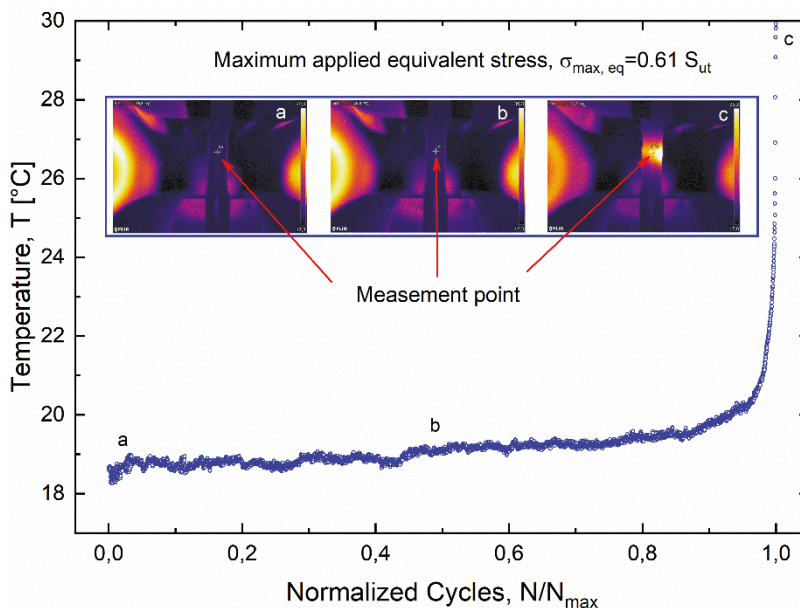 Maximum applied equivalent stress, σmax, eq=0.61 Sut
a
b
c
c
Measement point
a
b
30
28
26
24
22
20
18
Temperature, T [°C]
0,0
0,2
0,4
0,6
0,8
1,0
Normalized Cycles, N/Nmax